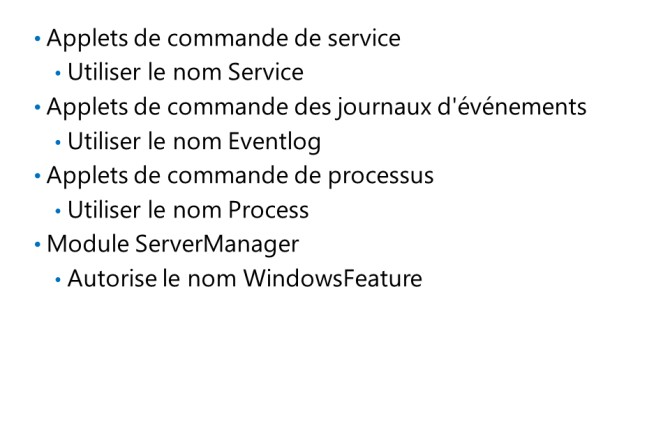 • Applets de commande de service
• Utiliser le nom Service
• Applets de commande des journaux d'événements
• Utiliser le nom Eventlog
• Applets de commande de processus
• Utiliser le nom Process
• Module ServerManager
• Autorise le nom WindowsFeature